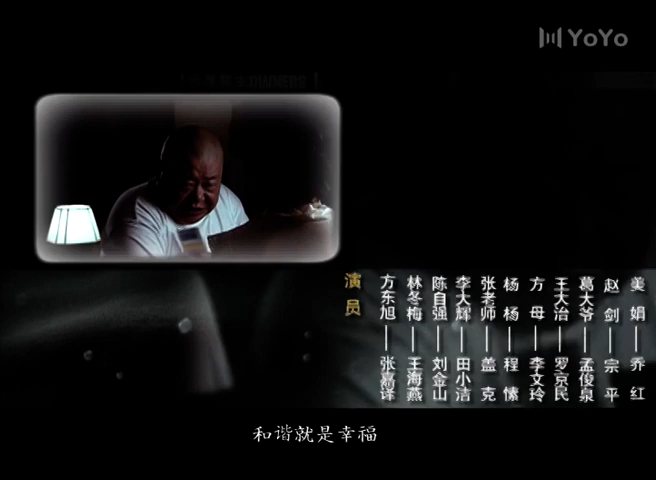 YoYo
演员
方东旭——张嘉译
林冬梅——王海燕
陈自强——刘金山
李大辉——田小洁
张老师——盖克
杨杨——程愫
方母——李文玲
王大治——罗京民
葛大爷——孟俊泉
赵剑——宗平
美娟——乔红
和谐就是幸福